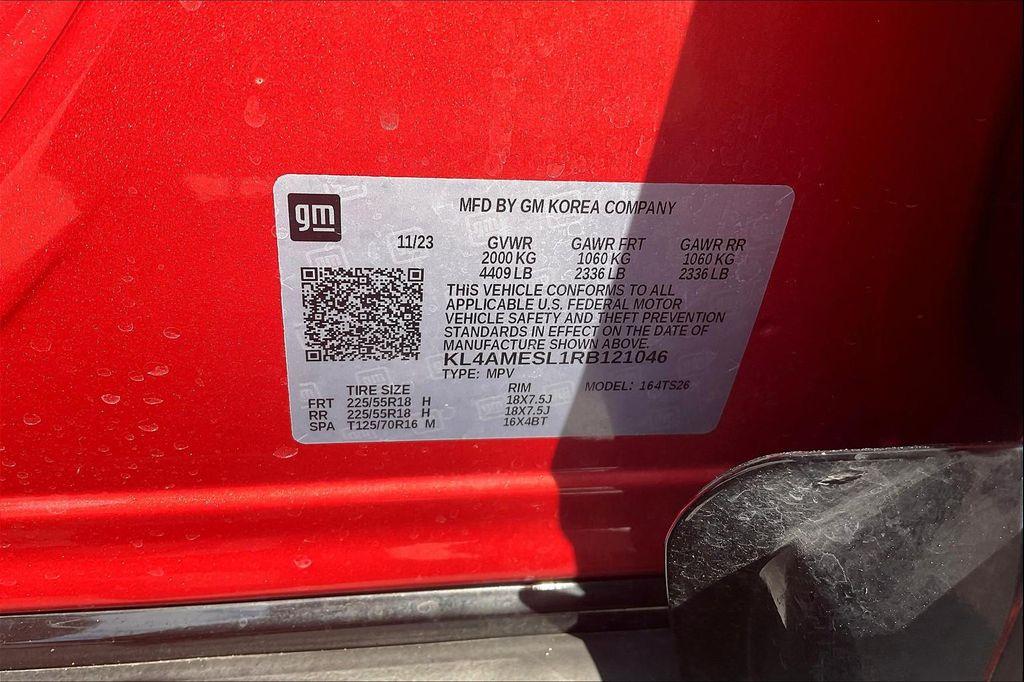 gm
MFD BY GM KOREA COMPANY
11/23 GVWR GAWR FRT GAWR RR
2000 KG 1060 KG 1060 KG
4409 LB 2336 LB 2336 LB
THIS VEHICLE CONFORMS TO ALL
APPLICABLE U.S. FEDERAL MOTOR
VEHICLE SAFETY AND THEFT PREVENTION
STANDARDS IN EFFECT ON THE DATE OF
MANUFACTURE SHOWN ABOVE.
KL4AMESL1RB121046
TYPE: MPV
TIRE SIZE RIM MODEL: 164TS26
FRT 225/55R18 H 18X7.5J
RR 225/55R18 H 18X7.5J
SPA T125/70R16 M 16X4BT